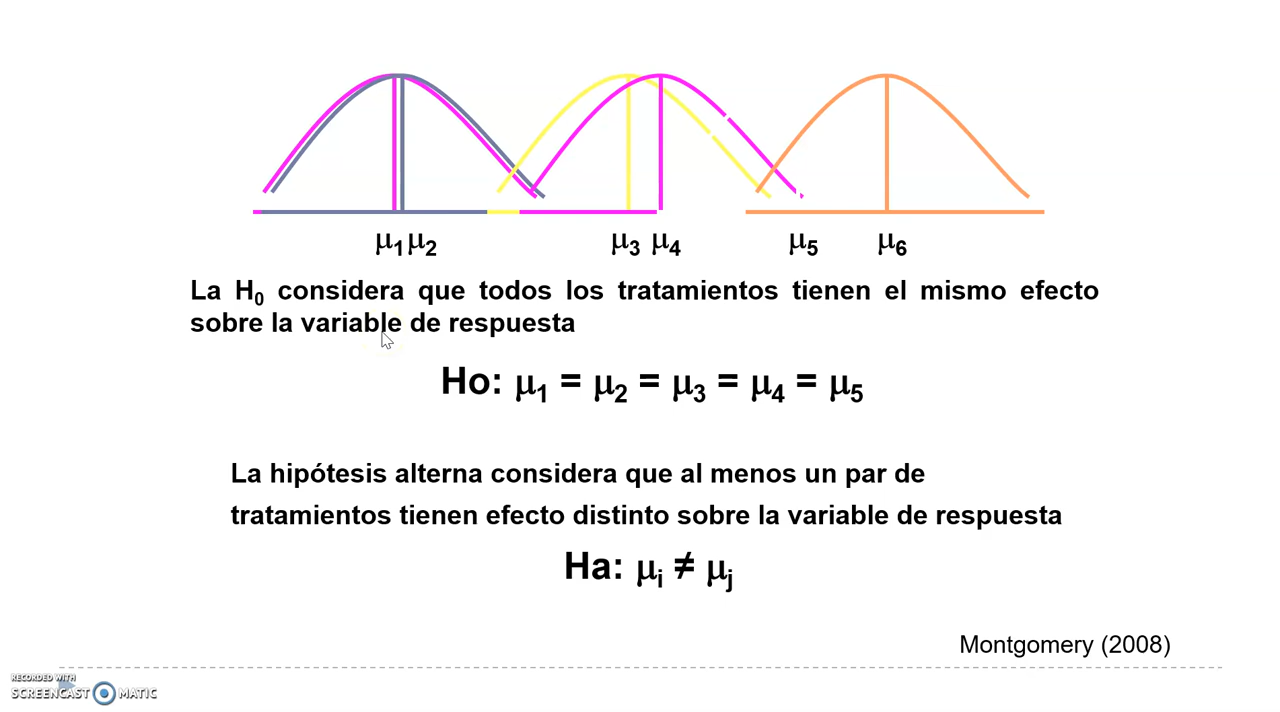 μ1 μ2 μ3 μ4 μ5 μ6
La H0 considera que todos los tratamientos tienen el mismo efecto
sobre la variable de respuesta
Ho: μ1 = μ2 = μ3 = μ4 = μ5
La hipótesis alterna considera que al menos un par de
tratamientos tienen efecto distinto sobre la variable de respuesta
Ha: μi ≠ μj
Montgomery (2008)
RECORDED WITH
SCREENCAST MATIC